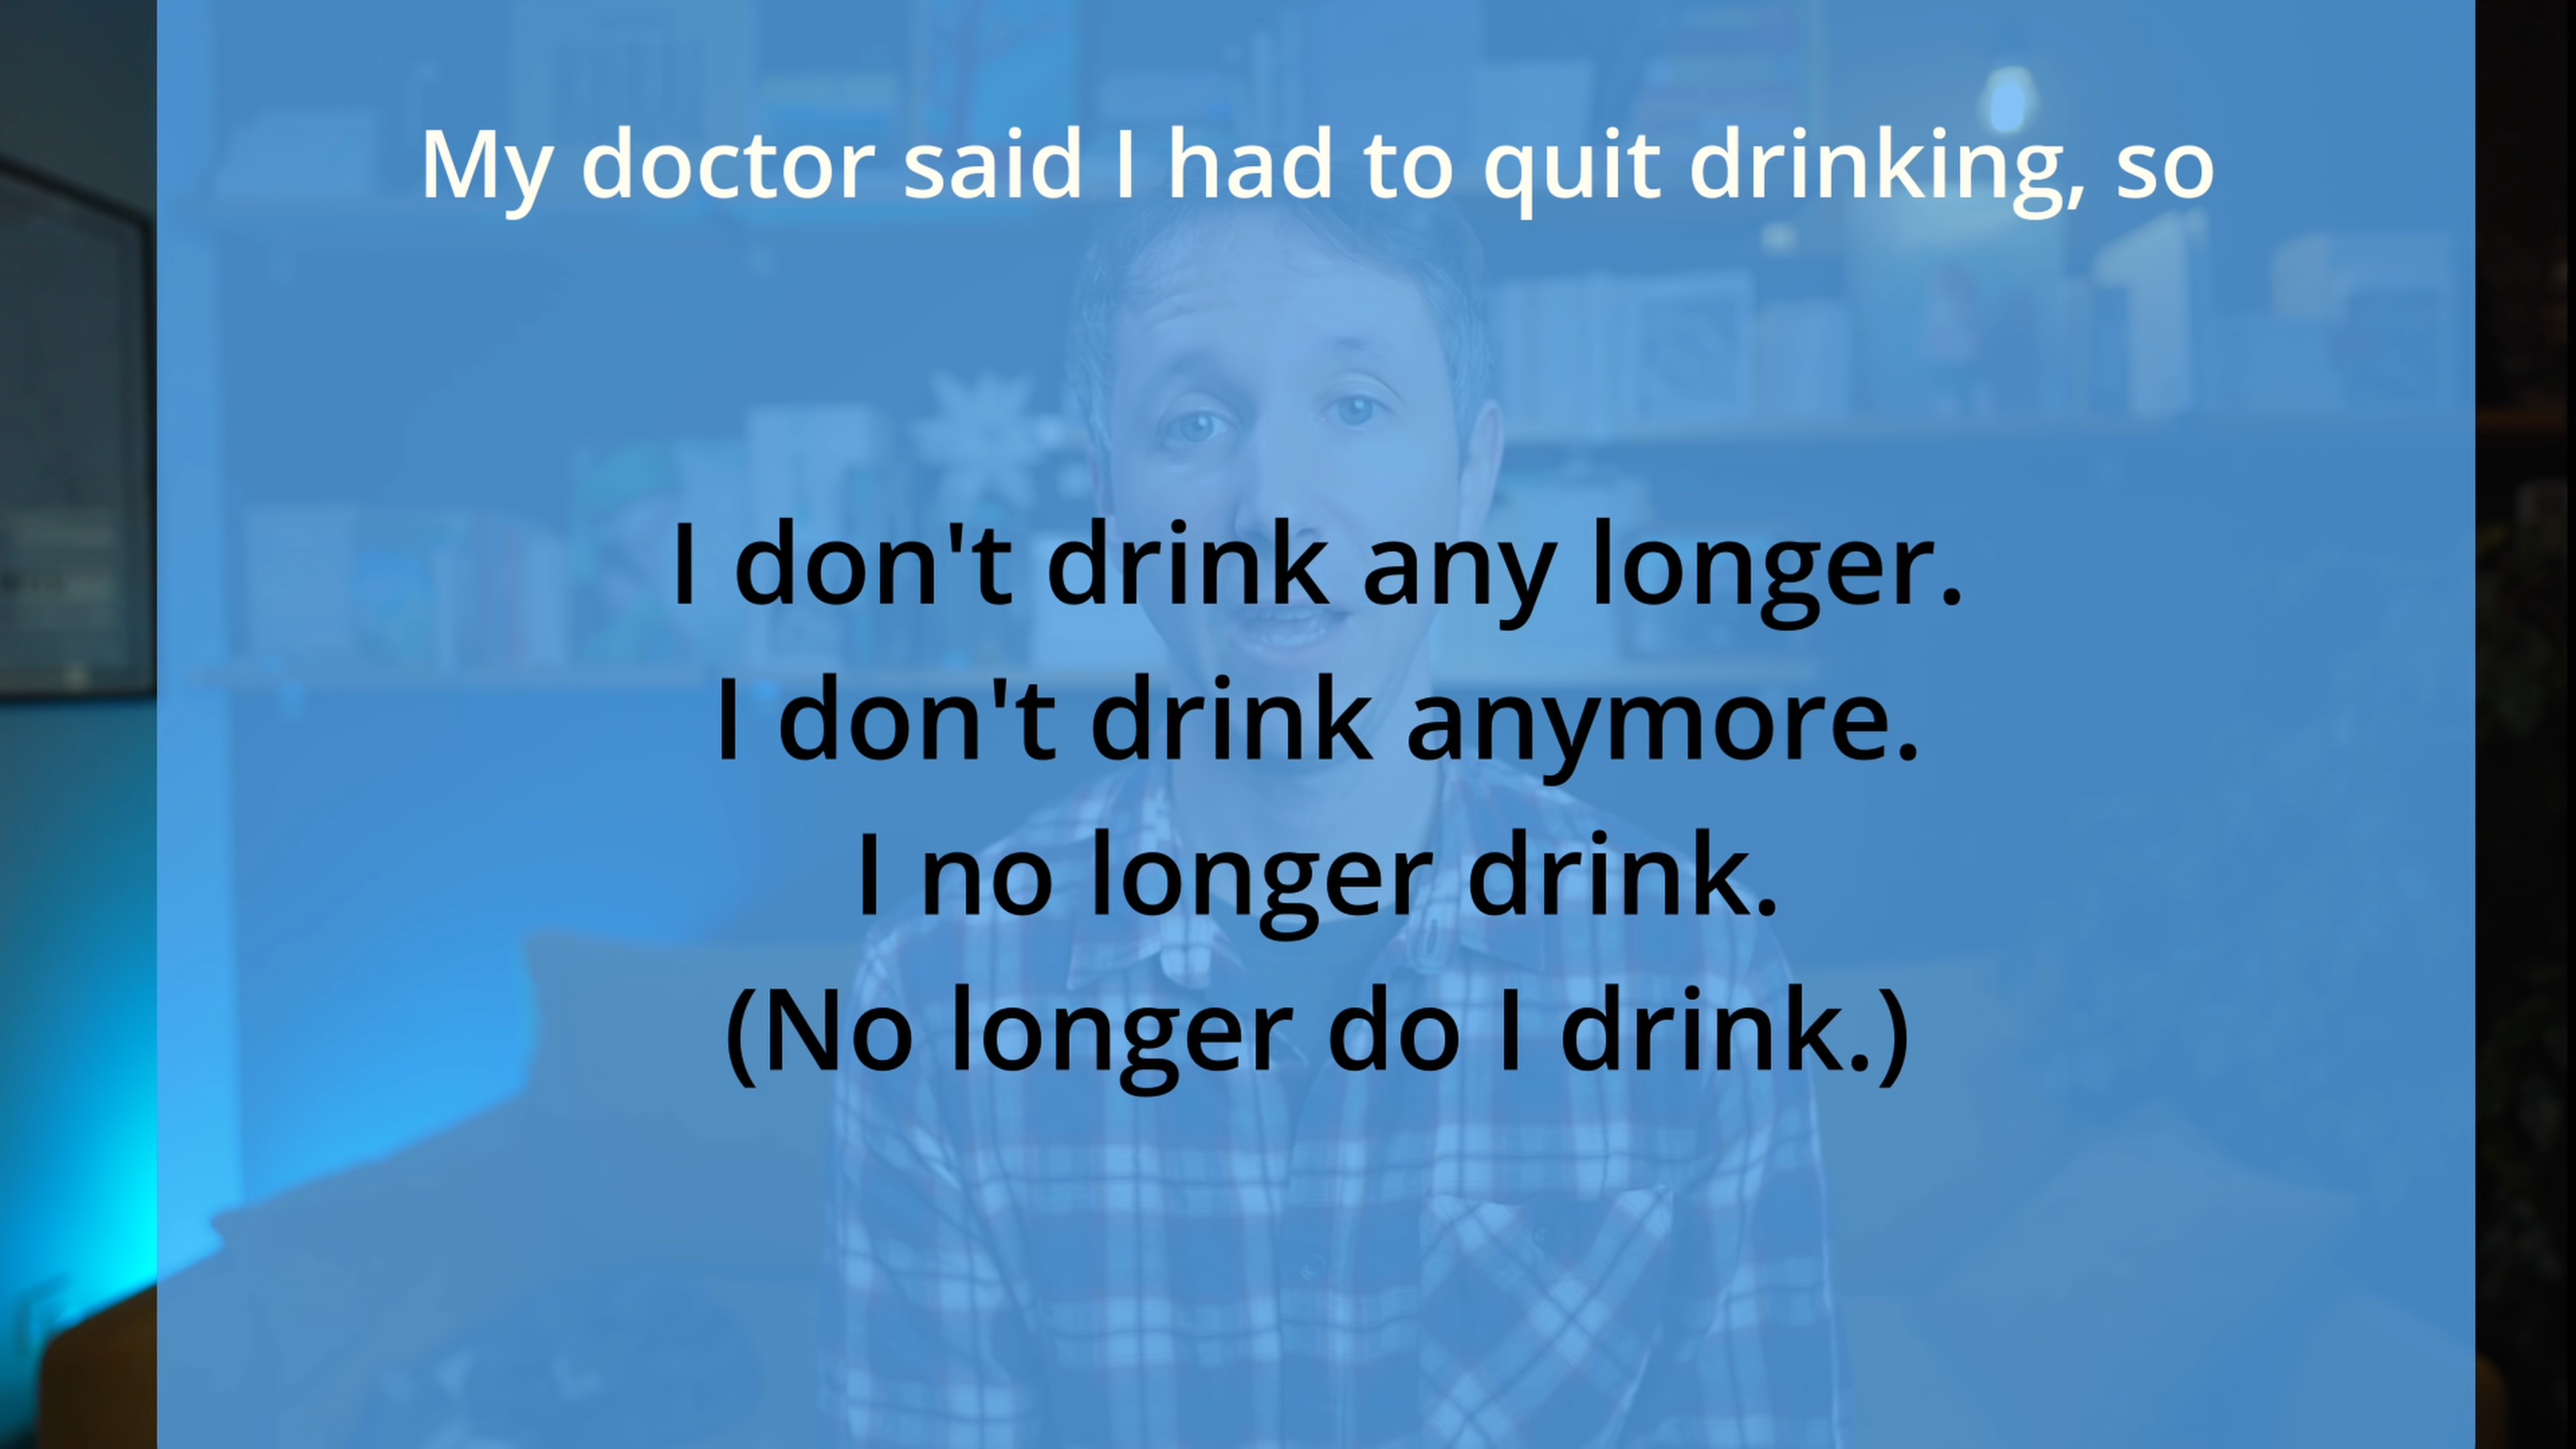 My doctor said I had to quit drinking, so
I don't drink any longer.
I don't drink anymore.
I no longer drink.
(No longer do I drink.)